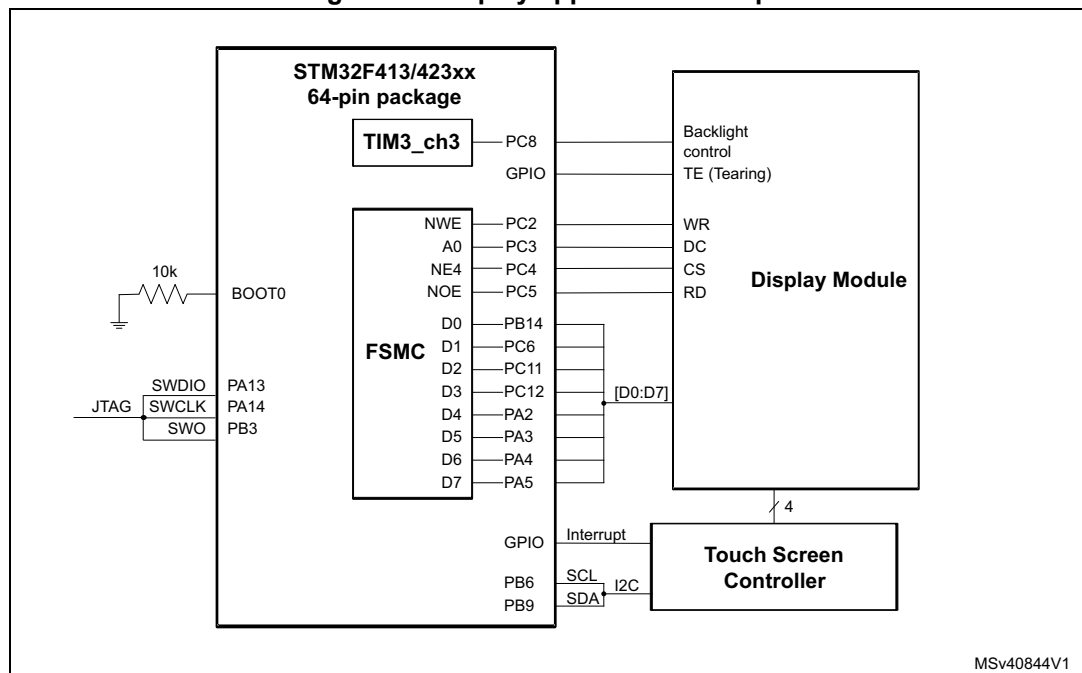 STM32F413/423xx
64-pin package
TIM3_ch3
PC8
Backlight
control
GPIO
TE (Tearing)
NWE
PC2
WR
A0
PC3
DC
NE4
PC4
CS
NOE
PC5
RD
Display Module
10k
BOOT0
FSMC
D0
PB14
D1
PC6
D2
PC11
D3
PC12
D4
PA2
D5
PA3
D6
PA4
D7
PA5
[D0:D7]
JTAG
SWDIO
PA13
SWCLK
PA14
SWO
PB3
4
GPIO
Interrupt
Touch Screen
Controller
PB6
SCL
PB9
SDA
I2C
MSv40844V1